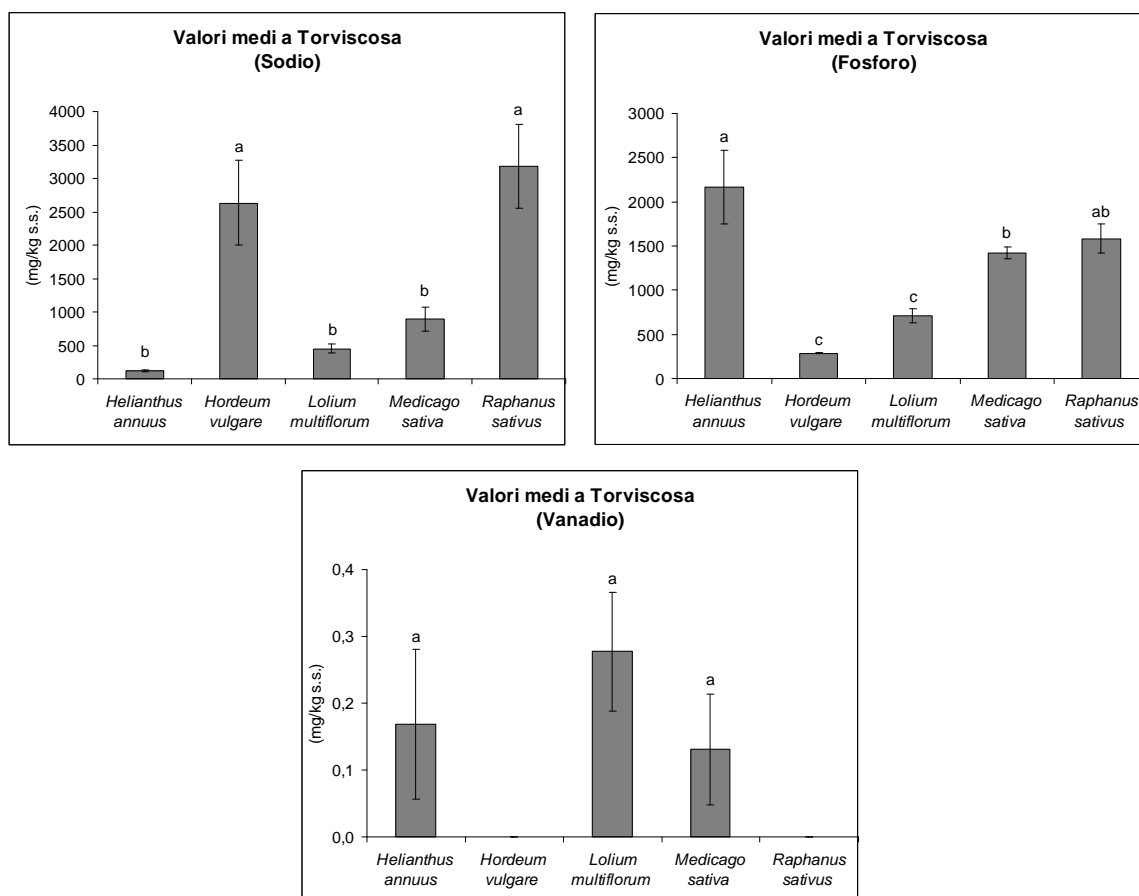 Valori medi a Torviscosa
(Sodio)
(mg/kg s.s.)
4000
3500
3000
2500
2000
1500
1000
500
0
b
a
b
b
a
Helianthus annuus
Hordeum vulgare
Lolium multiflorum
Medicago sativa
Raphanus sativus
Valori medi a Torviscosa
(Fosforo)
(mg/kg s.s.)
3000
2500
2000
1500
1000
500
0
a
c
c
b
ab
Helianthus annuus
Hordeum vulgare
Lolium multiflorum
Medicago sativa
Raphanus sativus
Valori medi a Torviscosa
(Vanadio)
(mg/kg s.s.)
0,4
0,3
0,2
0,1
0,0
a
a
a
Helianthus annuus
Hordeum vulgare
Lolium multiflorum
Medicago sativa
Raphanus sativus